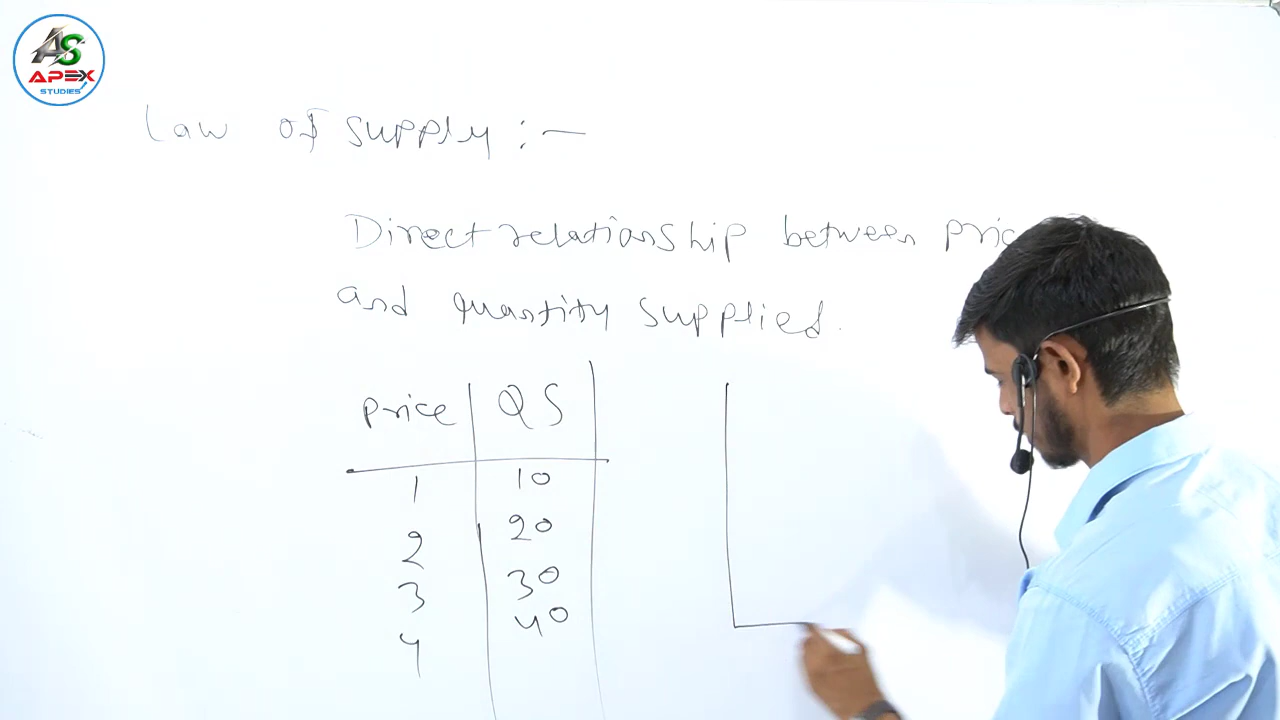 AS
APEX
STUDIES
Law of supply :-
Direct relationship between pric
and quantity supplied.
Price QS
1 10
2 20
3 30
4 40